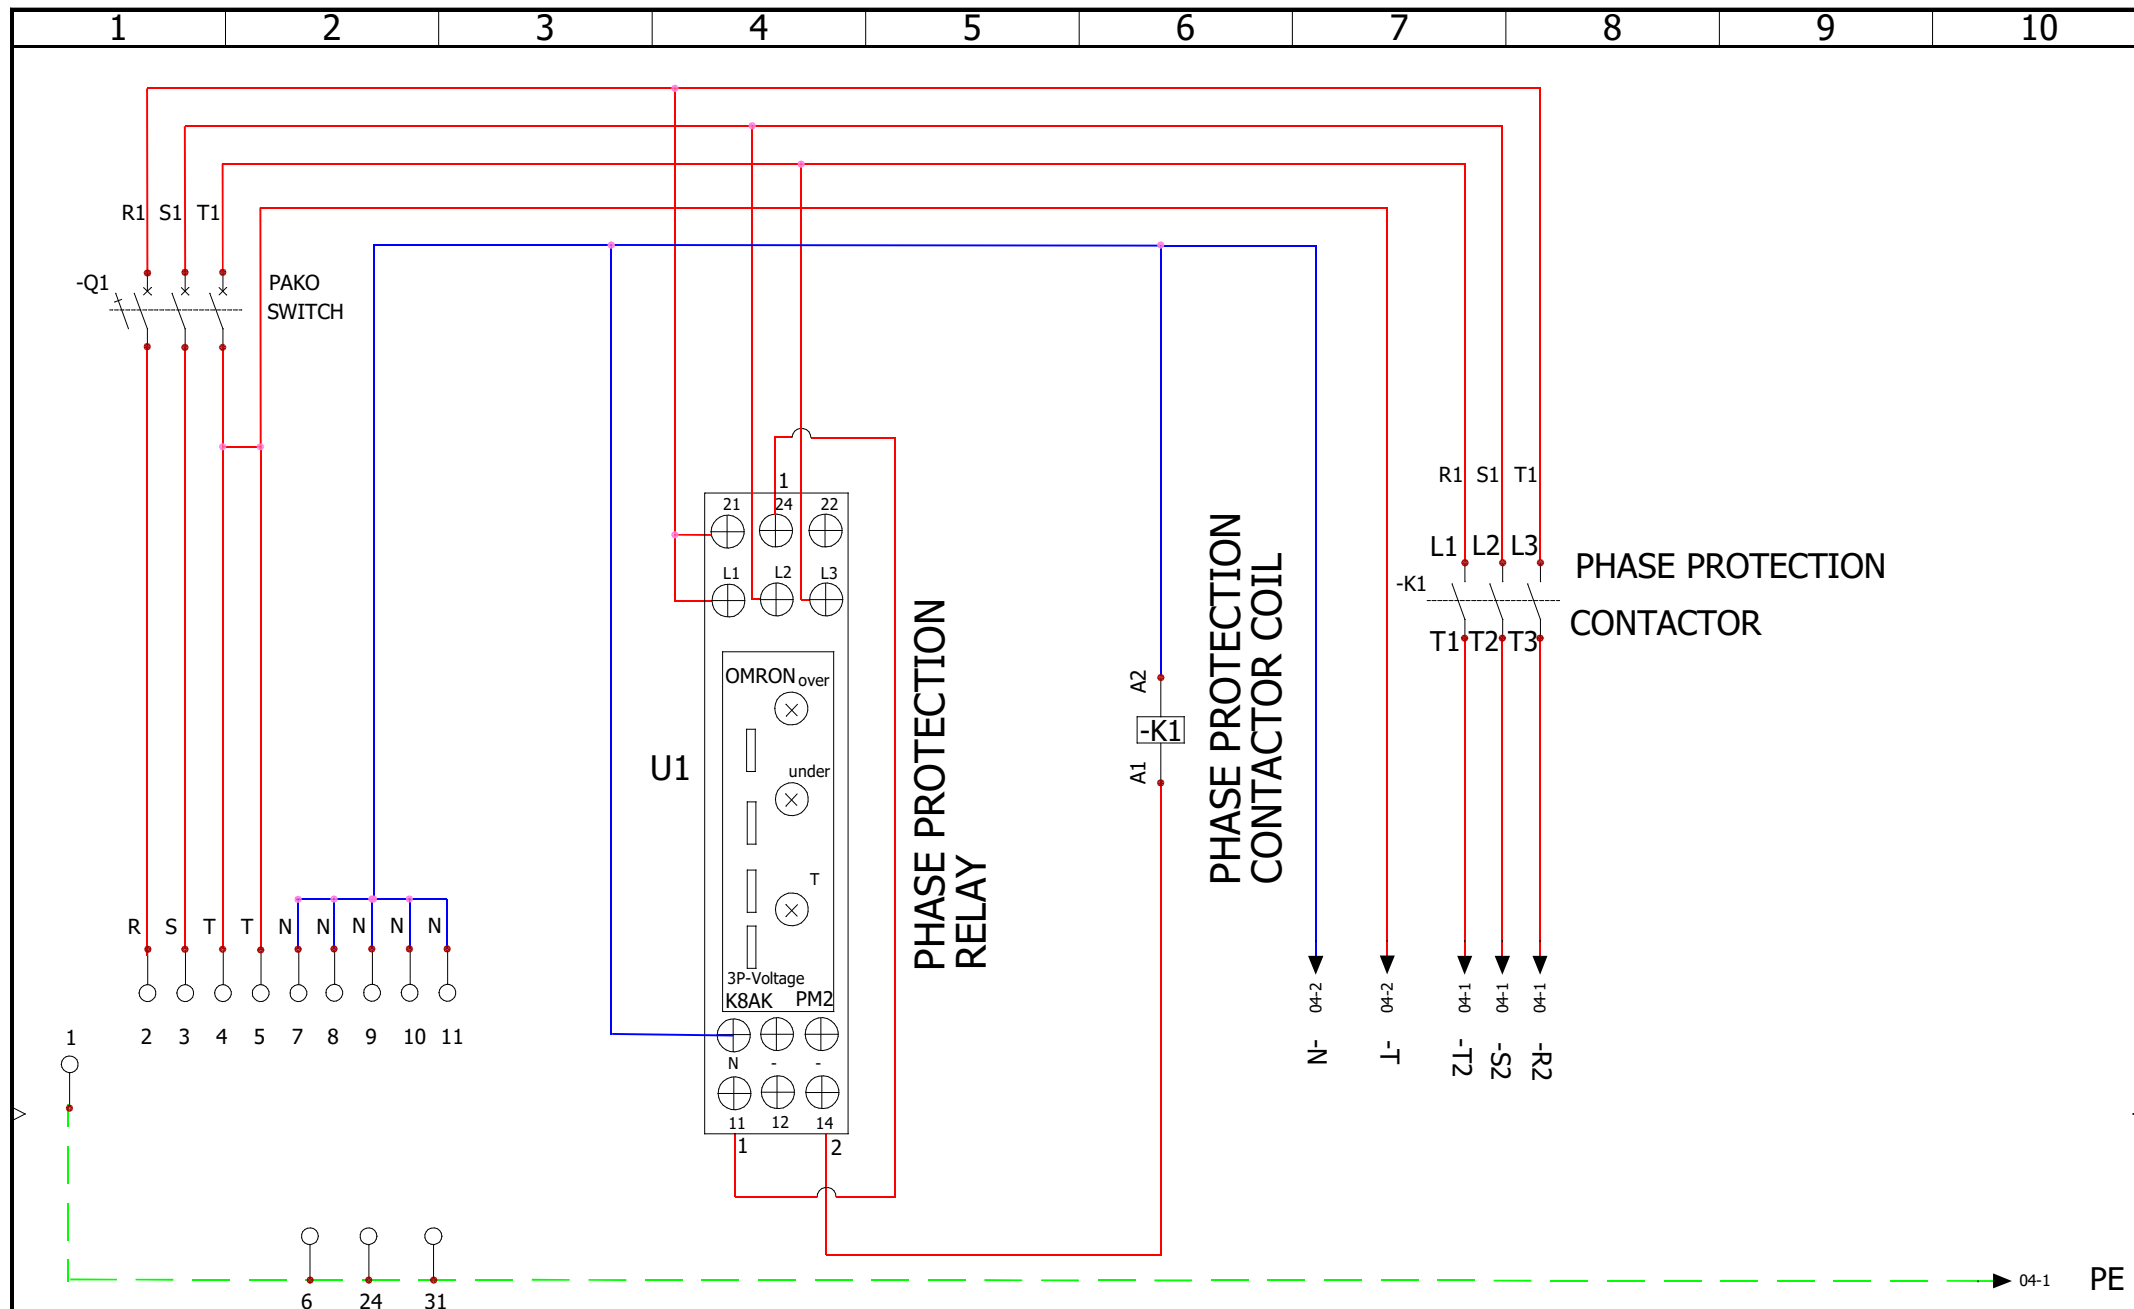 1 2 3 4 5 6 7 8 9 10
R1 S1 T1
-Q1
PAKO
SWITCH
R S T T N N N N N
2 3 4 5 7 8 9 10 11
1
6 24 31
1
21 24 22
L1 L2 L3
OMRON over
under
T
3P-Voltage
K8AK PM2
N - -
11 12 14
1 2
U1
PHASE PROTECTION
RELAY
A2
-K1
A1
PHASE PROTECTION
CONTACTOR COIL
R1 S1 T1
L1 L2 L3
-K1
T1 T2 T3
PHASE PROTECTION
CONTACTOR
04-2 04-2 04-1 04-1 04-1
-N -T -T2 -S2 -R2
04-1 PE